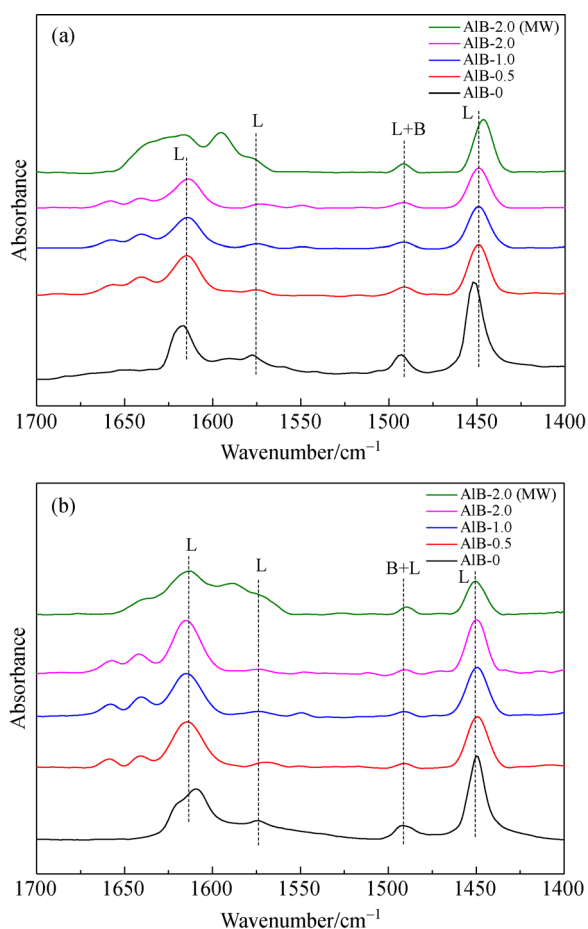 (a)
AlB-2.0 (MW)
AlB-2.0
AlB-1.0
AlB-0.5
AlB-0
L
L
L+B
L
Absorbance
1700 1650 1600 1550 1500 1450 1400
Wavenumber/cm⁻¹
(b)
AlB-2.0 (MW)
AlB-2.0
AlB-1.0
AlB-0.5
AlB-0
L
L
B+L
L
Absorbance
1700 1650 1600 1550 1500 1450 1400
Wavenumber/cm⁻¹